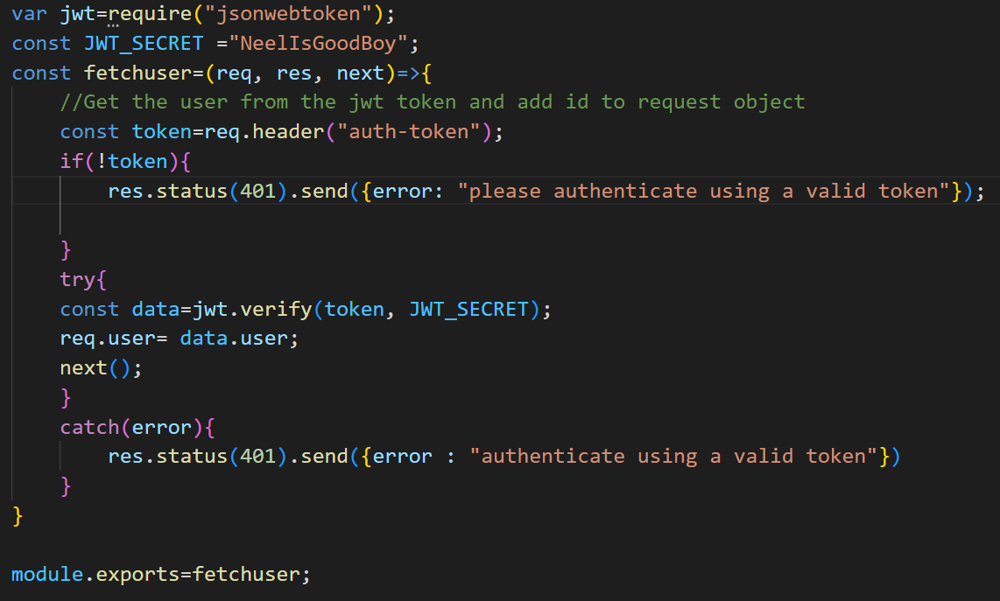 var jwt=require("jsonwebtoken");
const JWT_SECRET ="NeelIsGoodBoy";
const fetchuser=(req, res, next)=>{
    //Get the user from the jwt token and add id to request object
    const token=req.header("auth-token");
    if(!token){
        res.status(401).send({error: "please authenticate using a valid token"});
    }
    try{
    const data=jwt.verify(token, JWT_SECRET);
    req.user= data.user;
    next();
    }
    catch(error){
        res.status(401).send({error : "authenticate using a valid token"})
    }
}
module.exports=fetchuser;